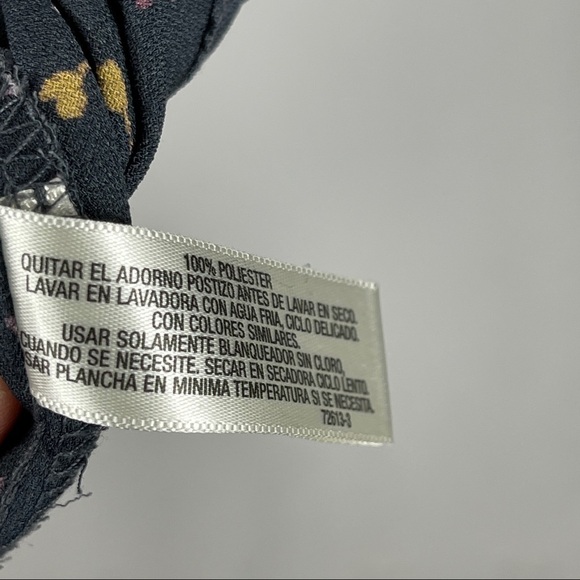 100% POLIESTER
QUITAR EL ADORNO POSTIZO ANTES DE LAVAR EN SECO.
LAVAR EN LAVADORA CON AGUA FRIA, CICLO DELICADO.
CON COLORES SIMILARES.
USAR SOLAMENTE BLANQUEADOR SIN CLORO,
CUANDO SE NECESITE, SECAR EN SECADORA CICLO LENTO.
SAR PLANCHA EN MINIMA TEMPERATURA SI SE NECESITA.
72613-3